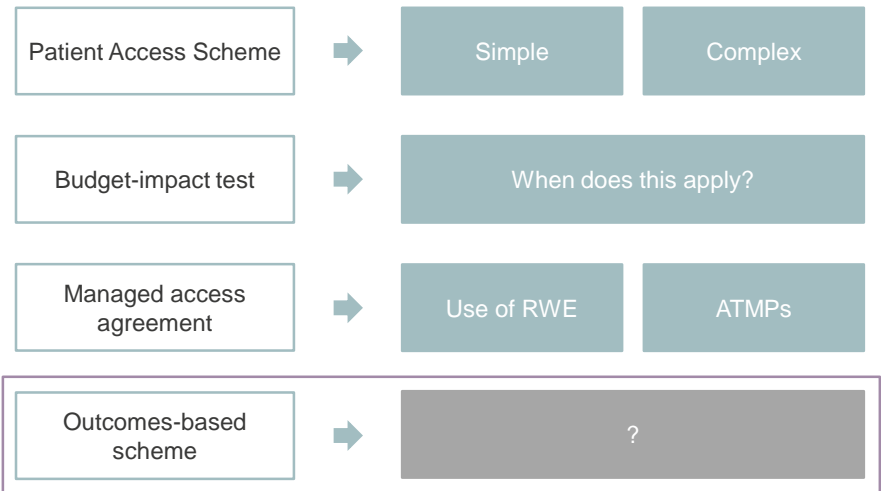 Patient Access Scheme
Simple
Complex
Budget-impact test
When does this apply?
Managed access
agreement
Use of RWE
ATMPs
Outcomes-based
scheme
?